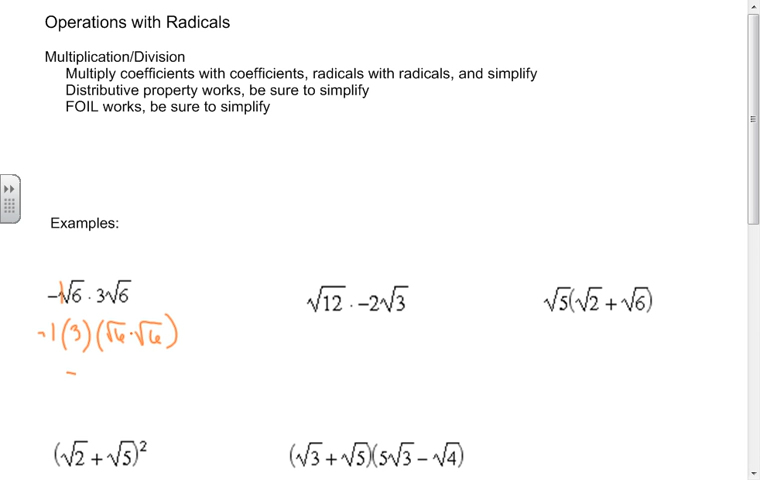 Operations with Radicals
Multiplication/Division
Multiply coefficients with coefficients, radicals with radicals, and simplify
Distributive property works, be sure to simplify
FOIL works, be sure to simplify
Examples:
-1√6 · 3√6
√12 · -2√3
√5(√2 + √6)
-1(3)(√6·√6)
-
(√2 + √5)²
(√3 + √5)(5√3 - √4)